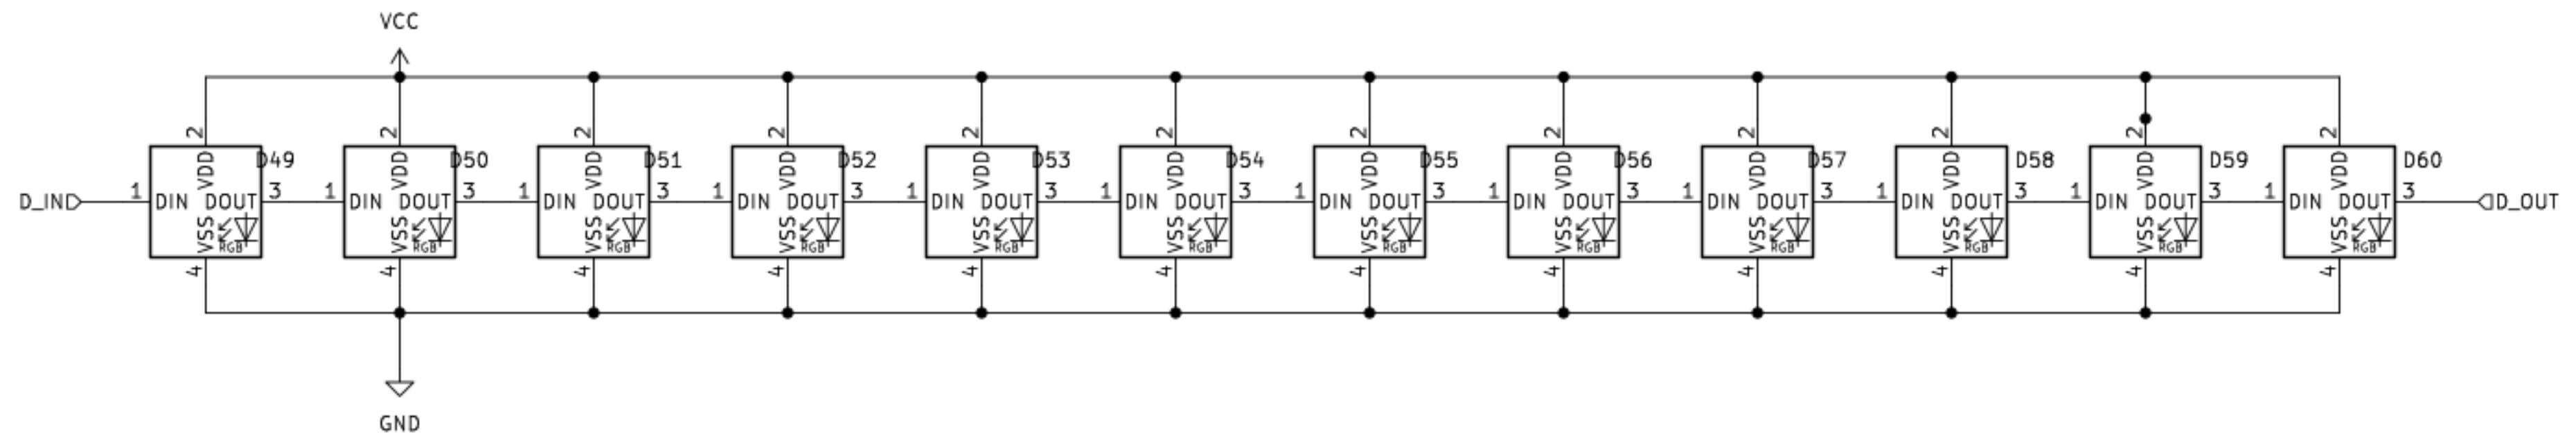 VCC
2 2 2 2 2 2 2 2 2 2 2 2
D49 D50 D51 D52 D53 D54 D55 D56 D57 D58 D59 D60
VDD VDD VDD VDD VDD VDD VDD VDD VDD VDD VDD VDD
1 3 1 3 1 3 1 3 1 3 1 3 1 3 1 3 1 3 1 3 1 3 1 3
D_IN DIN DOUT DIN DOUT DIN DOUT DIN DOUT DIN DOUT DIN DOUT DIN DOUT DIN DOUT DIN DOUT DIN DOUT DIN DOUT DIN DOUT D_OUT
VSS RGB VSS RGB VSS RGB VSS RGB VSS RGB VSS RGB VSS RGB VSS RGB VSS RGB VSS RGB VSS RGB VSS RGB
4 4 4 4 4 4 4 4 4 4 4 4
GND